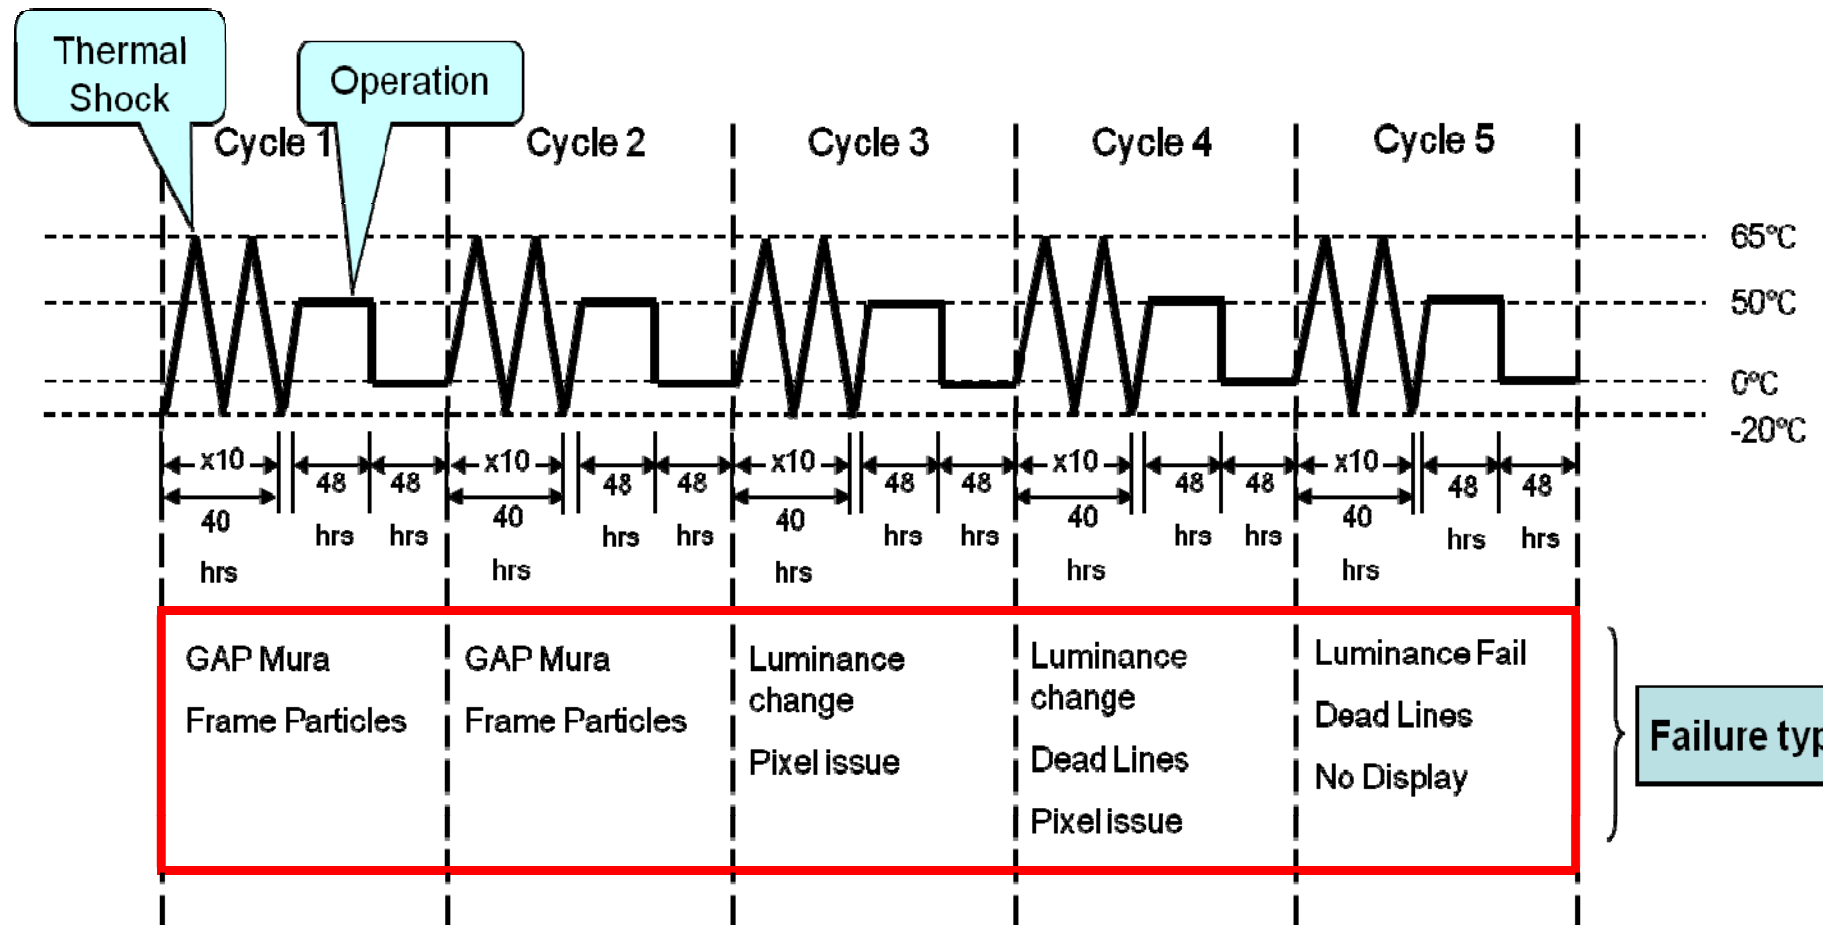 Thermal
Shock
Operation
Cycle 1
Cycle 2
Cycle 3
Cycle 4
Cycle 5
65°C
50°C
0°C
-20°C
x10
40
hrs
48
hrs
48
hrs
x10
40
hrs
48
hrs
48
hrs
x10
40
hrs
48
hrs
48
hrs
x10
40
hrs
48
hrs
48
hrs
x10
40
hrs
48
hrs
48
hrs
GAP Mura
Frame Particles
GAP Mura
Frame Particles
Luminance
change
Pixel issue
Luminance
change
Dead Lines
Pixel issue
Luminance Fail
Dead Lines
No Display
Failure typ